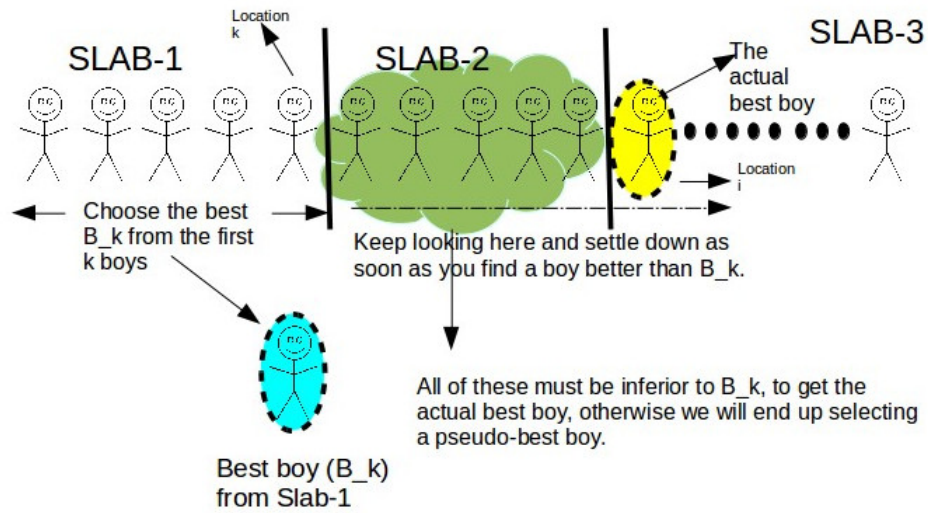 Location
k
SLAB-1
SLAB-2
SLAB-3
The
actual
best boy
Location
i
Choose the best
B_k from the first
k boys
Keep looking here and settle down as
soon as you find a boy better than B_k.
All of these must be inferior to B_k, to get the
actual best boy, otherwise we will end up selecting
a pseudo-best boy.
Best boy (B_k)
from Slab-1